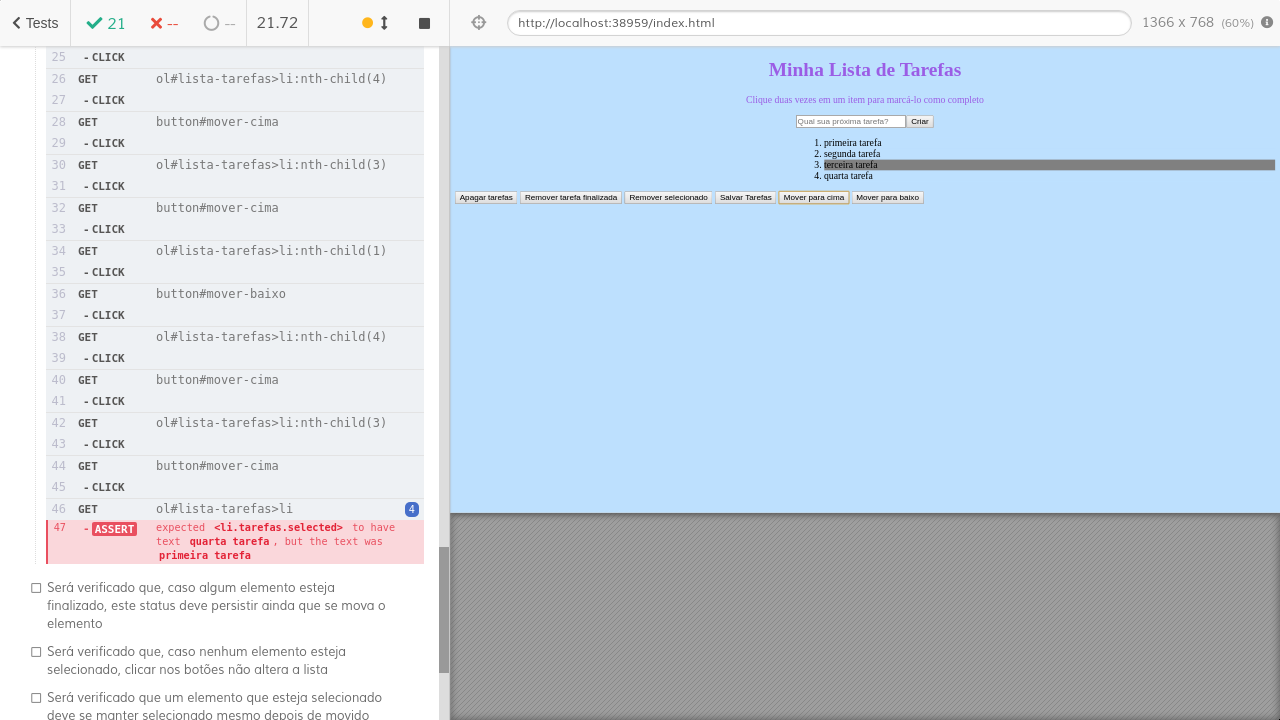 Tests
21
--
--
21.72
http://localhost:38959/index.html
1366 x 768 (60%)
25 - CLICK
26 GET ol#lista-tarefas>li:nth-child(4)
27 - CLICK
28 GET button#mover-cima
29 - CLICK
30 GET ol#lista-tarefas>li:nth-child(3)
31 - CLICK
32 GET button#mover-cima
33 - CLICK
34 GET ol#lista-tarefas>li:nth-child(1)
35 - CLICK
36 GET button#mover-baixo
37 - CLICK
38 GET ol#lista-tarefas>li:nth-child(4)
39 - CLICK
40 GET button#mover-cima
41 - CLICK
42 GET ol#lista-tarefas>li:nth-child(3)
43 - CLICK
44 GET button#mover-cima
45 - CLICK
46 GET ol#lista-tarefas>li 4
47 - ASSERT expected <li.tarefas.selected> to have
text quarta tarefa, but the text was
primeira tarefa
Será verificado que, caso algum elemento esteja
finalizado, este status deve persistir ainda que se mova o
elemento
Será verificado que, caso nenhum elemento esteja
selecionado, clicar nos botões não altera a lista
Será verificado que um elemento que esteja selecionado
deve se manter selecionado mesmo depois de movido
Minha Lista de Tarefas
Clique duas vezes em um item para marcá-lo como completo
Qual sua próxima tarefa? Criar
1. primeira tarefa
2. segunda tarefa
3. terceira tarefa
4. quarta tarefa
Apagar tarefas Remover tarefa finalizada Remover selecionado Salvar Tarefas Mover para cima Mover para baixo